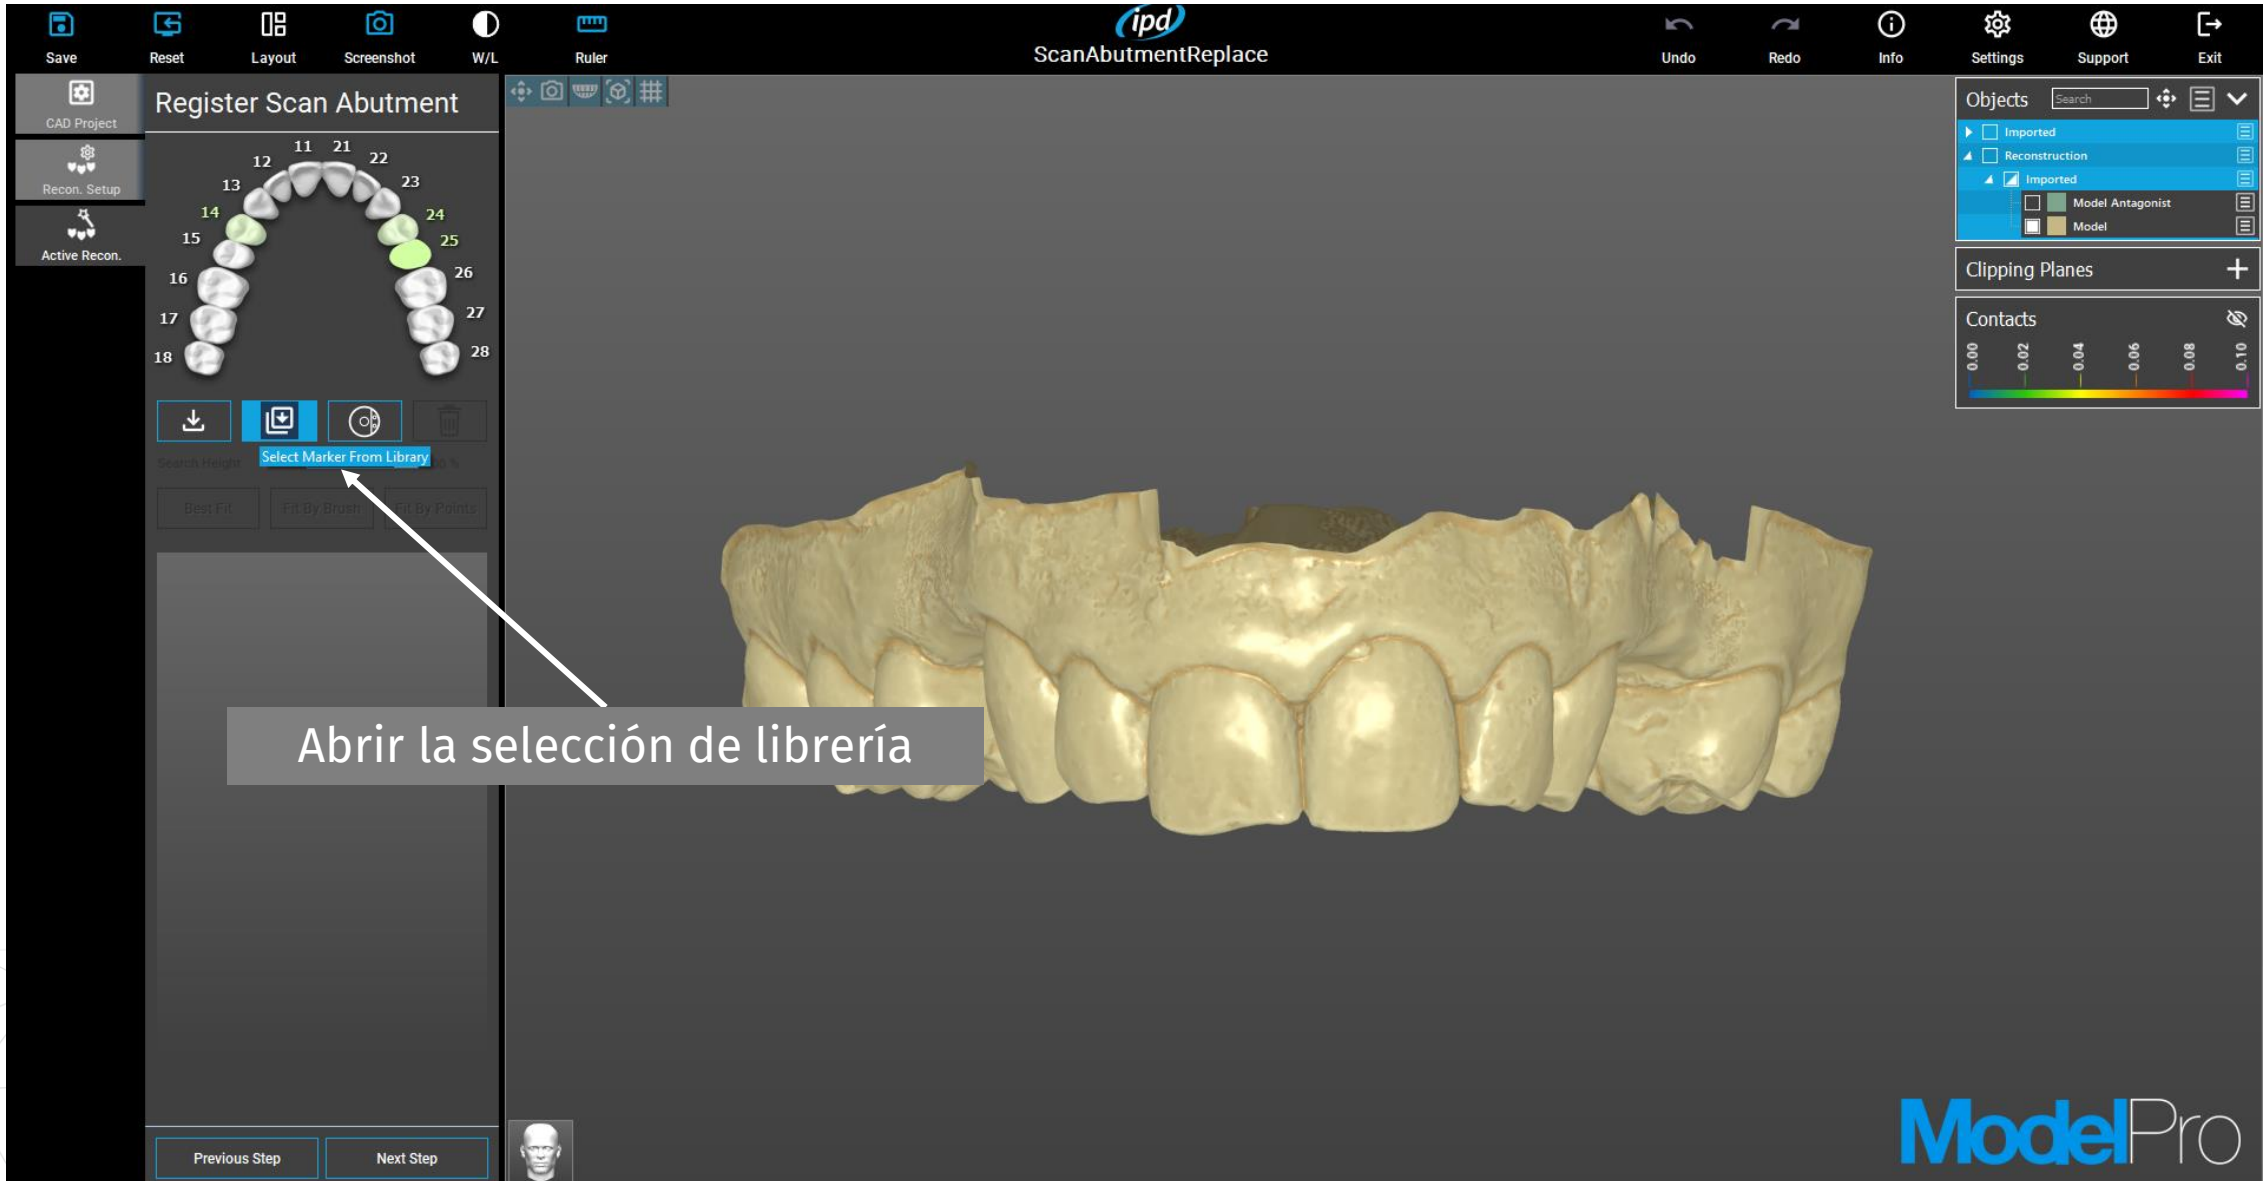 Save
Reset
Layout
Screenshot
W/L
Ruler
ipd
ScanAbutmentReplace
Undo
Redo
Info
Settings
Support
Exit
CAD Project
Recon. Setup
Active Recon.
Register Scan Abutment
11 21
12 22
13 23
14 24
15 25
16 26
17 27
18 28
Select Marker From Library
Search Height
Best Fit
Fit By Brush
Fit By Points
Abrir la selección de librería
Previous Step
Next Step
Objects
Search
Imported
Reconstruction
Imported
Model Antagonist
Model
Clipping Planes
Contacts
0.00 0.02 0.04 0.06 0.08 0.10
ModelPro